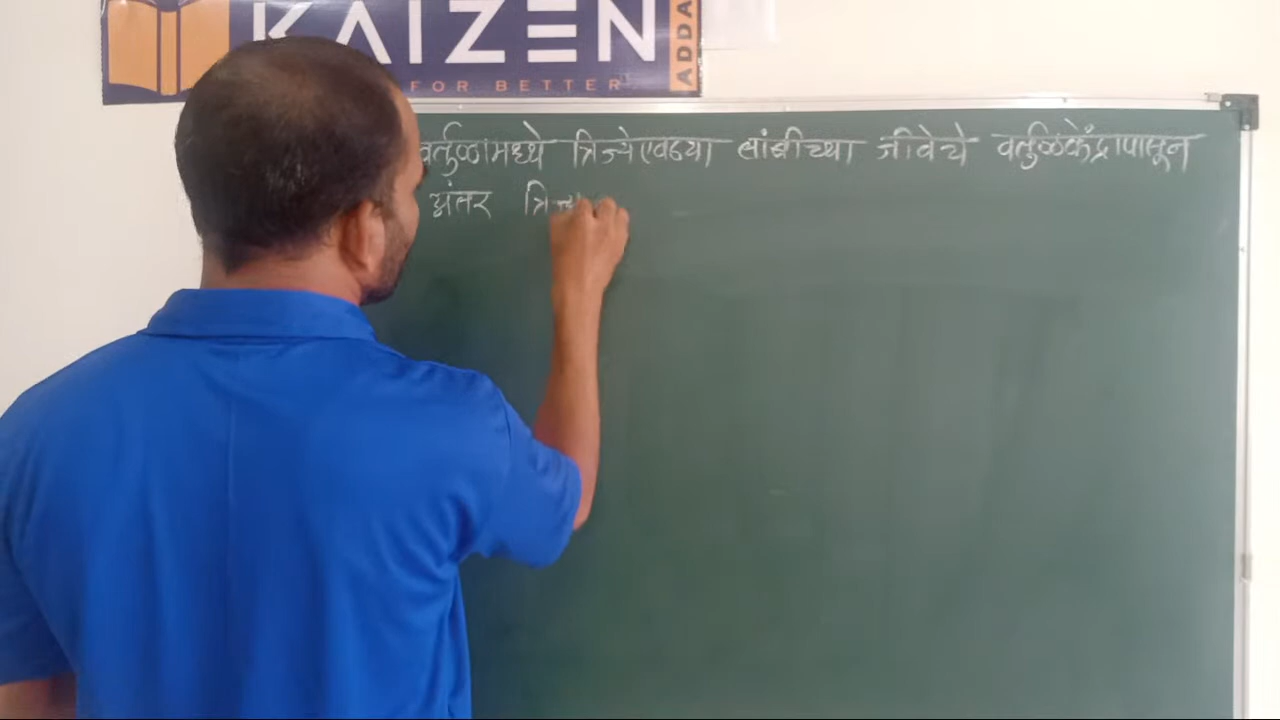 KAIZEN ADDA
FOR BETTER
वर्तुळामध्ये त्रिज्येएवढ्या लांबीच्या जीवेचे वर्तुळकेंद्रापासून
अंतर